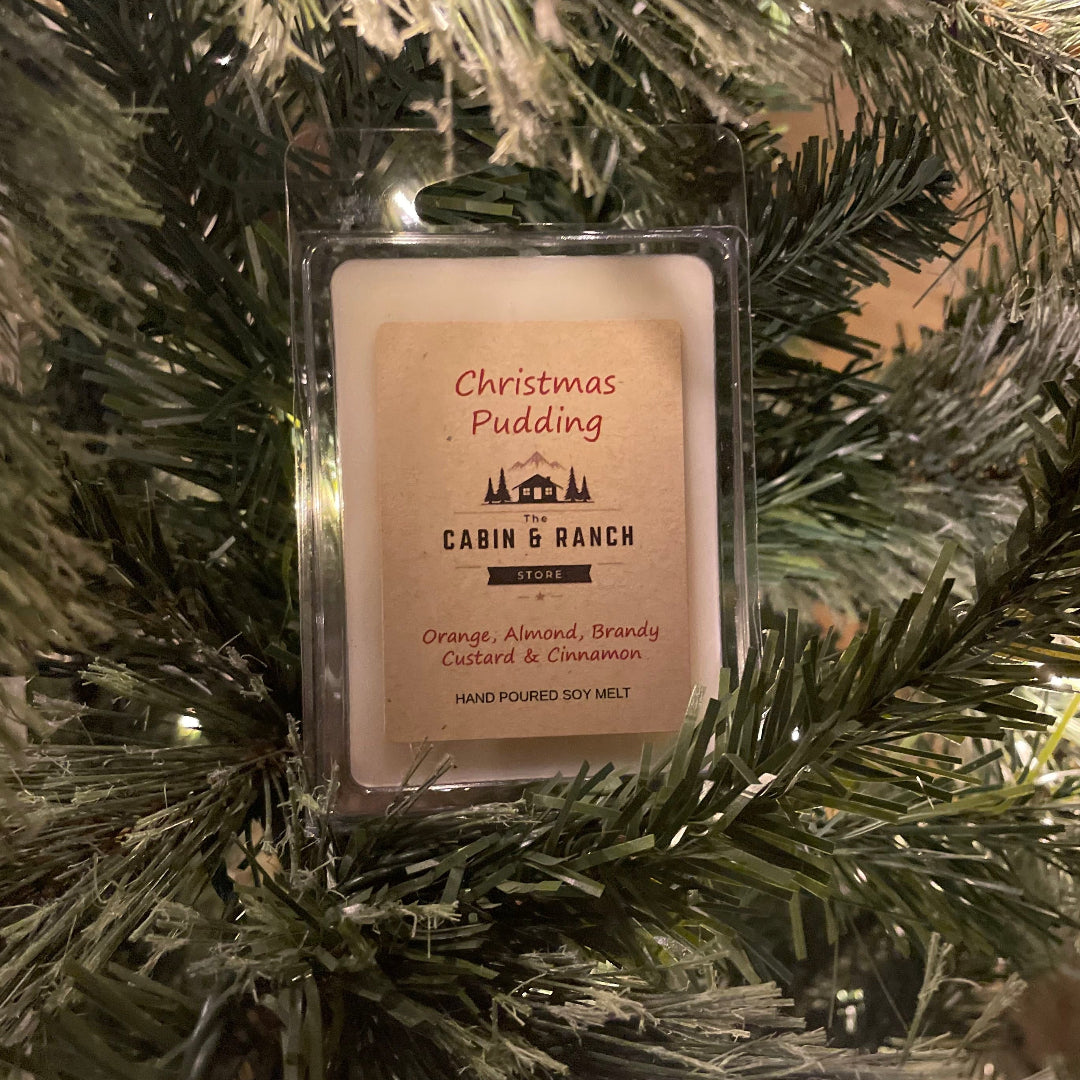 Christmas
Pudding
The
CABIN & RANCH
STORE
Orange, Almond, Brandy
Custard & Cinnamon
HAND POURED SOY MELT